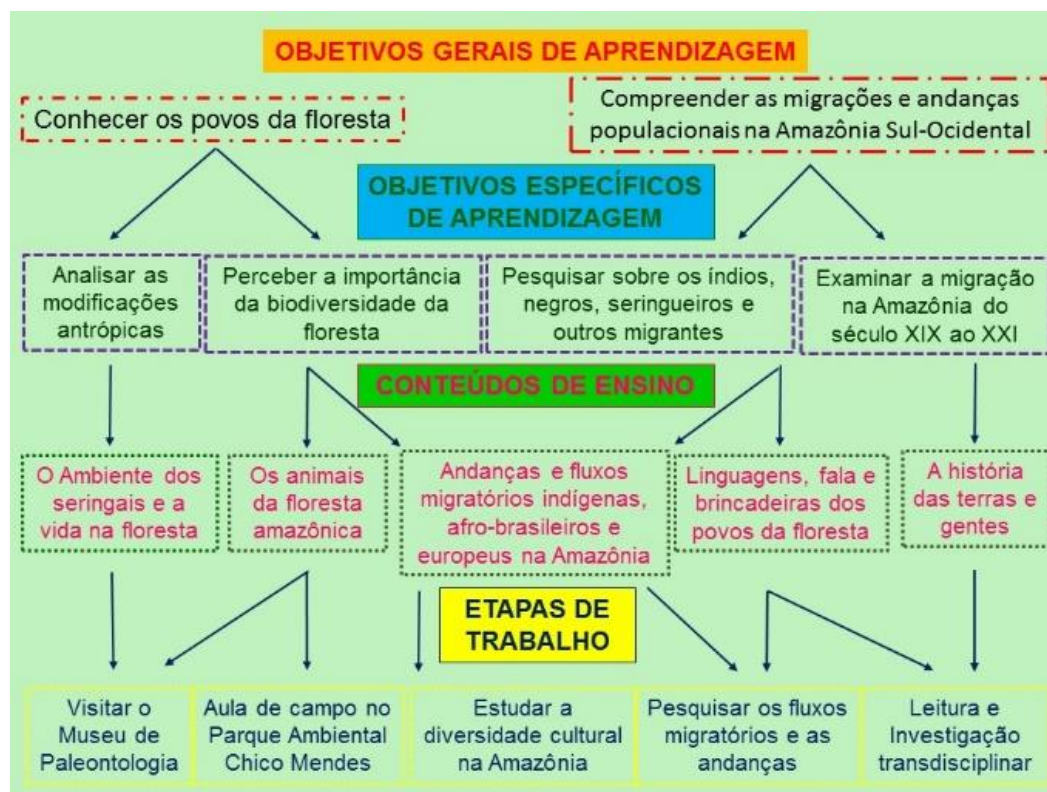 OBJETIVOS GERAIS DE APRENDIZAGEM
Conhecer os povos da floresta
Compreender as migrações e andanças
populacionais na Amazônia Sul-Ocidental
OBJETIVOS ESPECÍFICOS
DE APRENDIZAGEM
Analisar as
modificações
antrópicas
Perceber a importância
da biodiversidade da
floresta
Pesquisar sobre os índios,
negros, seringueiros e
outros migrantes
Examinar a migração
na Amazônia do
século XIX ao XXI
CONTEÚDOS DE ENSINO
O Ambiente dos
seringais e a
vida na floresta
Os animais
da floresta
amazônica
Andanças e fluxos
migratórios indígenas,
afro-brasileiros e
europeus na Amazônia
Linguagens, fala e
brincadeiras dos
povos da floresta
A história
das terras e
gentes
ETAPAS DE
TRABALHO
Visitar o
Museu de
Paleontologia
Aula de campo no
Parque Ambiental
Chico Mendes
Estudar a
diversidade cultural
na Amazônia
Pesquisar os fluxos
migratórios e as
andanças
Leitura e
Investigação
transdisciplinar